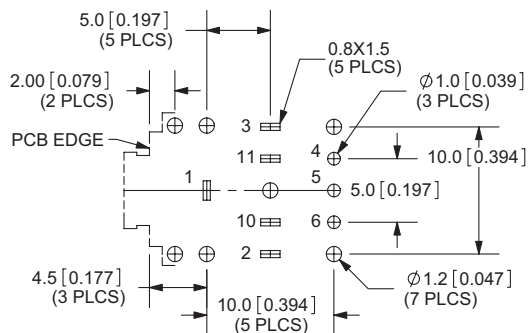 5.0 [0.197]
(5 PLCS)
0.8X1.5
(5 PLCS)
2.00 [0.079]
(2 PLCS)
Ø1.0 [0.039]
(3 PLCS)
PCB EDGE
3
4
11
10.0 [0.394]
1
5
5.0 [0.197]
10
6
2
4.5 [0.177]
(3 PLCS)
10.0 [0.394]
(5 PLCS)
Ø1.2 [0.047]
(7 PLCS)